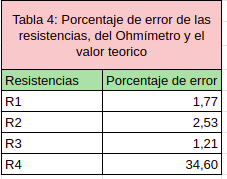 Tabla 4: Porcentaje de error de las
resistencias, del Ohmímetro y el
valor teorico
Resistencias Porcentaje de error
R1 1,77
R2 2,53
R3 1,21
R4 34,60